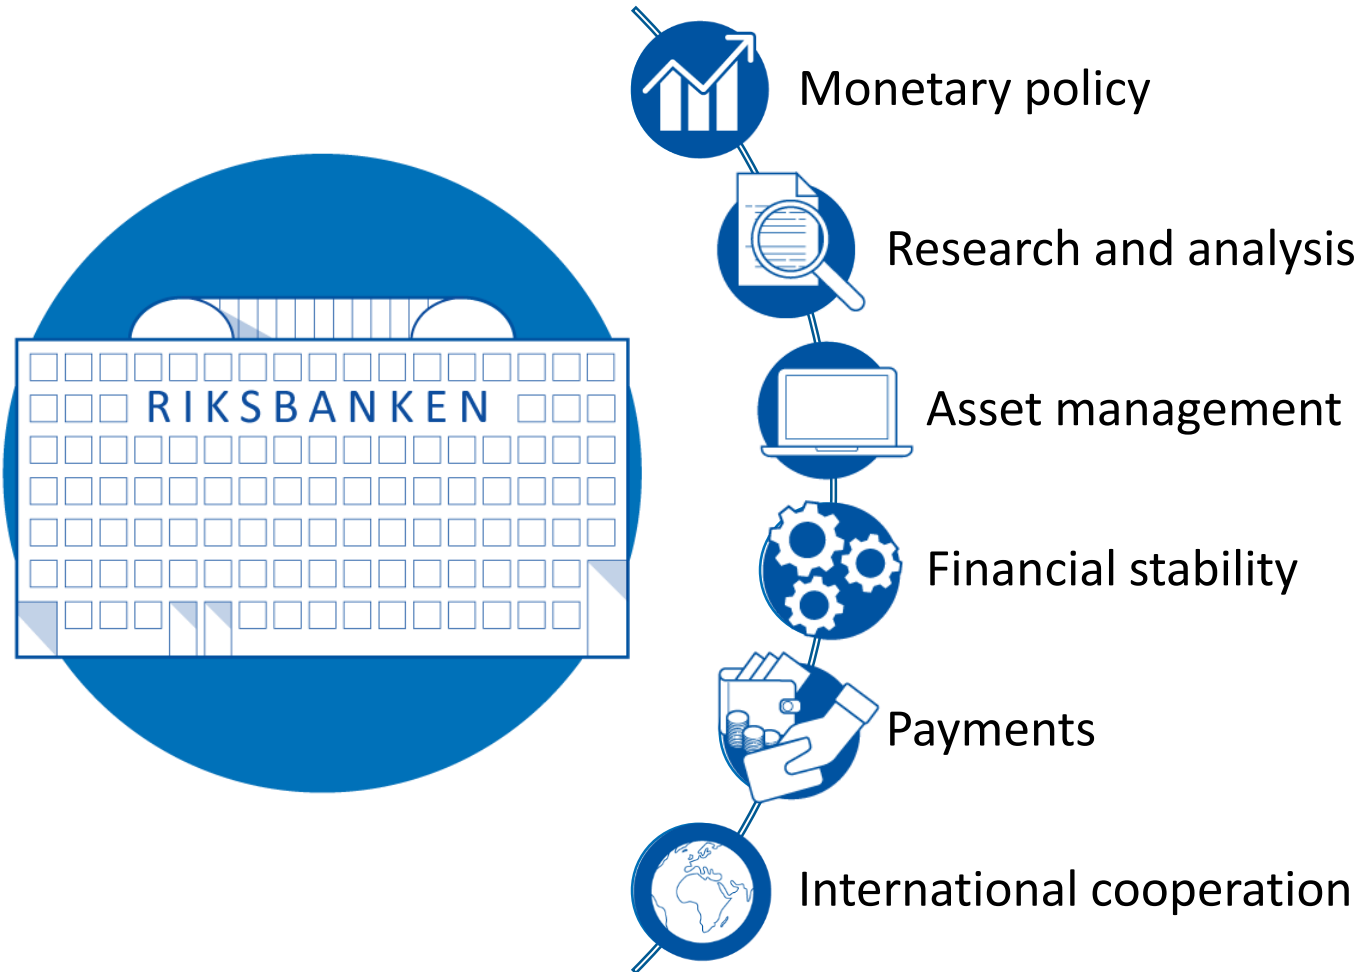 RIKSBANKEN
Monetary policy
Research and analysis
Asset management
Financial stability
Payments
International cooperation